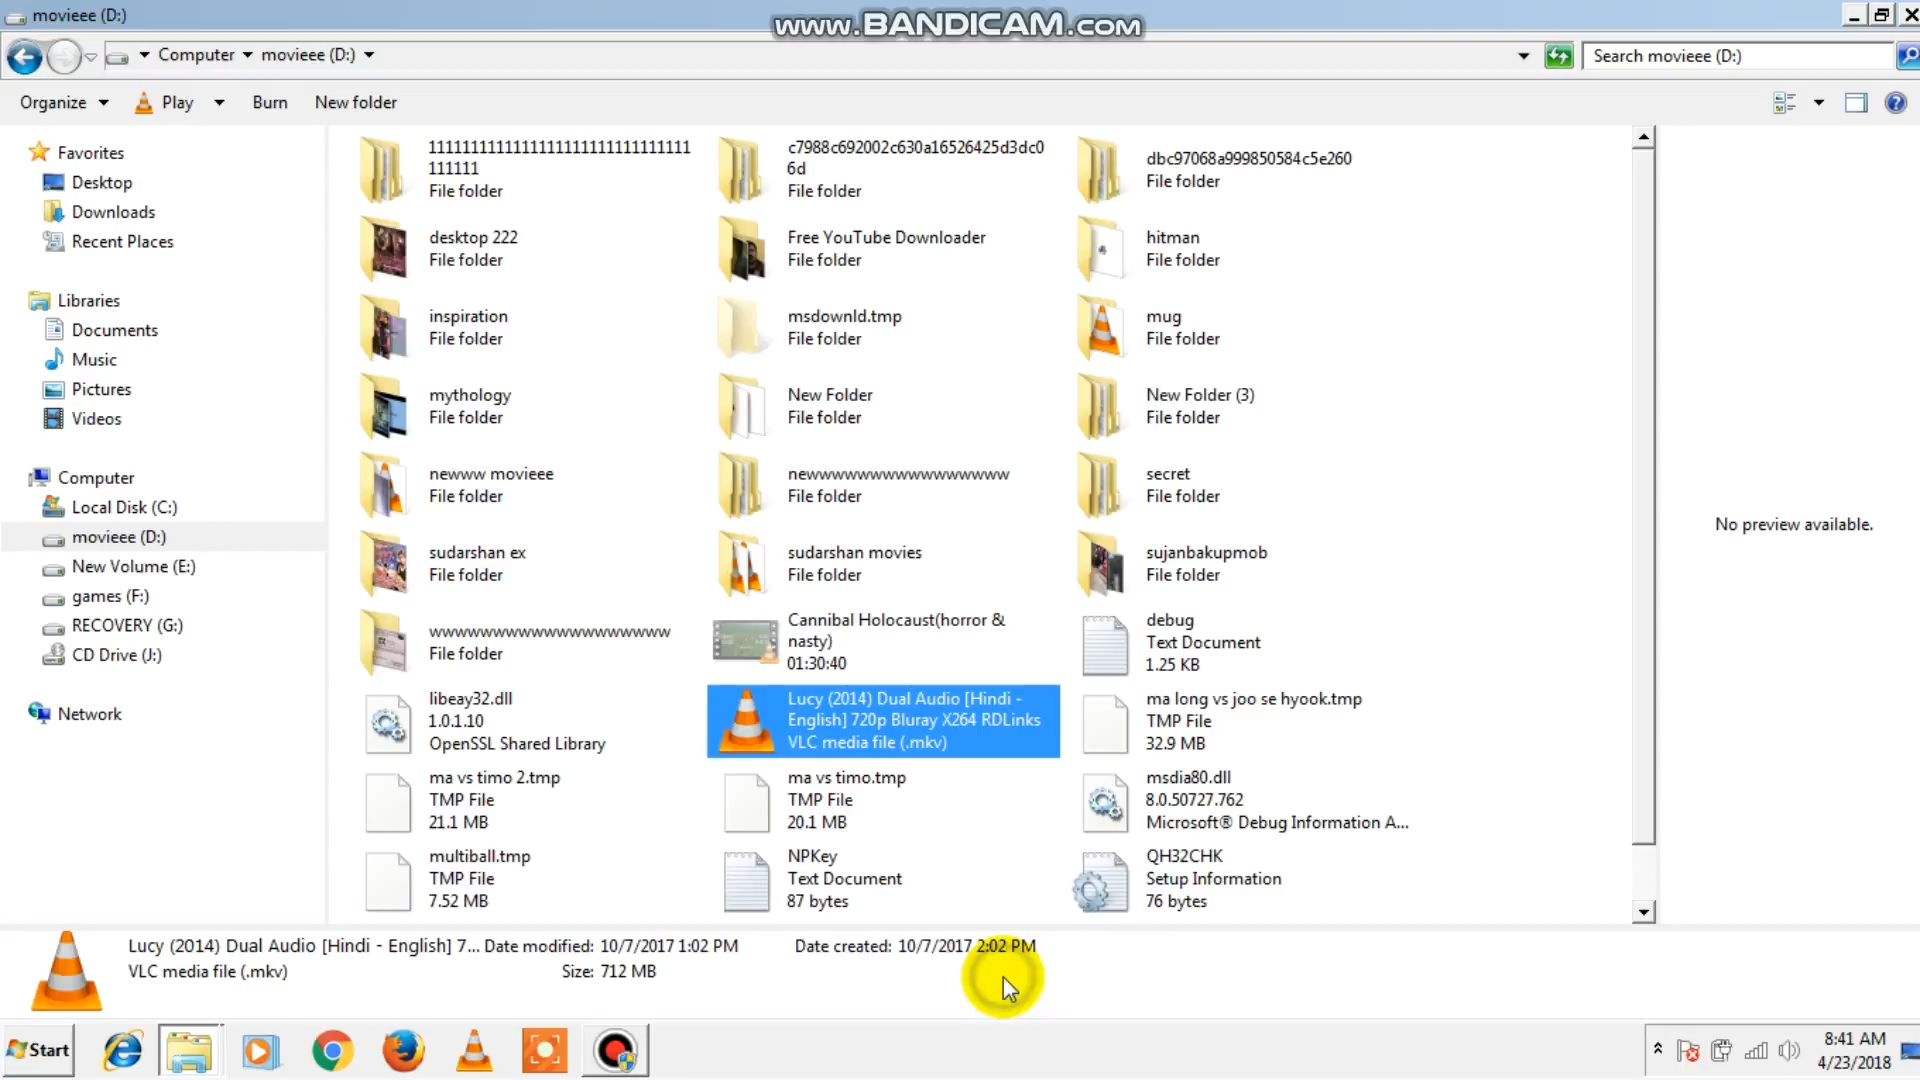 movieee (D:)
www.BANDICAM.com
Computer
movieee (D:)
Search movieee (D:)
Organize
Play
Burn
New folder
Favorites
Desktop
Downloads
Recent Places
Libraries
Documents
Music
Pictures
Videos
Computer
Local Disk (C:)
movieee (D:)
New Volume (E:)
games (F:)
RECOVERY (G:)
CD Drive (J:)
Network
111111
File folder
c7988c692002c630a16526425d3dc0
6d
File folder
dbc97068a999850584c5e260
File folder
desktop 222
File folder
Free YouTube Downloader
File folder
hitman
File folder
inspiration
File folder
msdownld.tmp
File folder
mug
File folder
mythology
File folder
New Folder
File folder
New Folder (3)
File folder
newww movieee
File folder
File folder
secret
File folder
sudarshan ex
File folder
sudarshan movies
File folder
sujanbakupmob
File folder
File folder
Cannibal Holocaust(horror &
nasty)
01:30:40
debug
Text Document
1.25 KB
libeay32.dll
1.0.1.10
OpenSSL Shared Library
Lucy (2014) Dual Audio [Hindi -
English] 720p Bluray X264 RDLinks
VLC media file (.mkv)
ma long vs joo se hyook.tmp
TMP File
32.9 MB
ma vs timo 2.tmp
TMP File
21.1 MB
ma vs timo.tmp
TMP File
20.1 MB
msdia80.dll
8.0.50727.762
Microsoft® Debug Information A...
multiball.tmp
TMP File
7.52 MB
NPKey
Text Document
87 bytes
QH32CHK
Setup Information
76 bytes
No preview available.
Lucy (2014) Dual Audio [Hindi - English] 7... Date modified: 10/7/2017 1:02 PM
Date created: 10/7/2017 2:02 PM
VLC media file (.mkv)
Size: 712 MB
Start
8:41 AM
4/23/2018